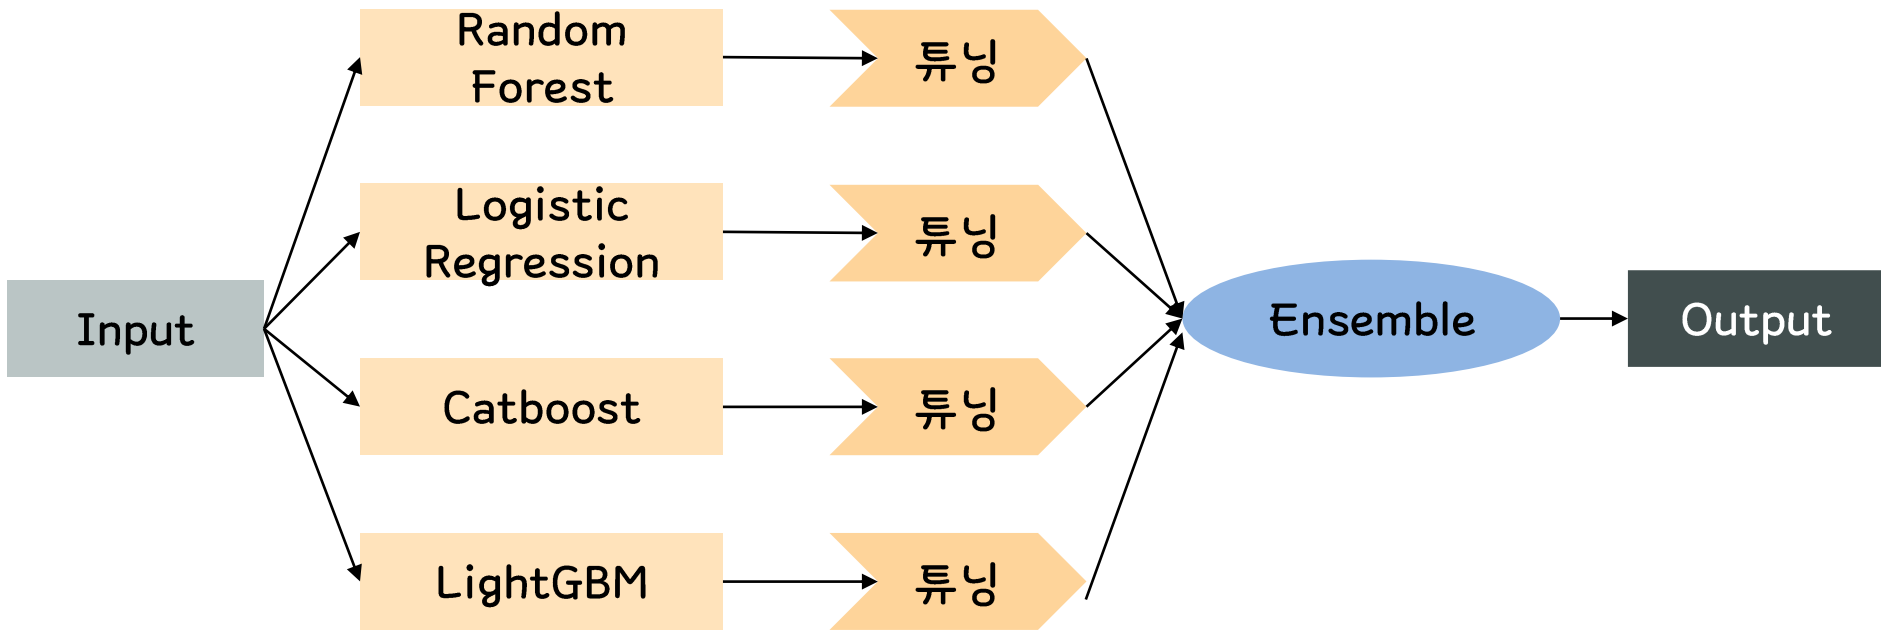 Input
Random
Forest
튜닝
Logistic
Regression
튜닝
Catboost
튜닝
LightGBM
튜닝
Ensemble
Output